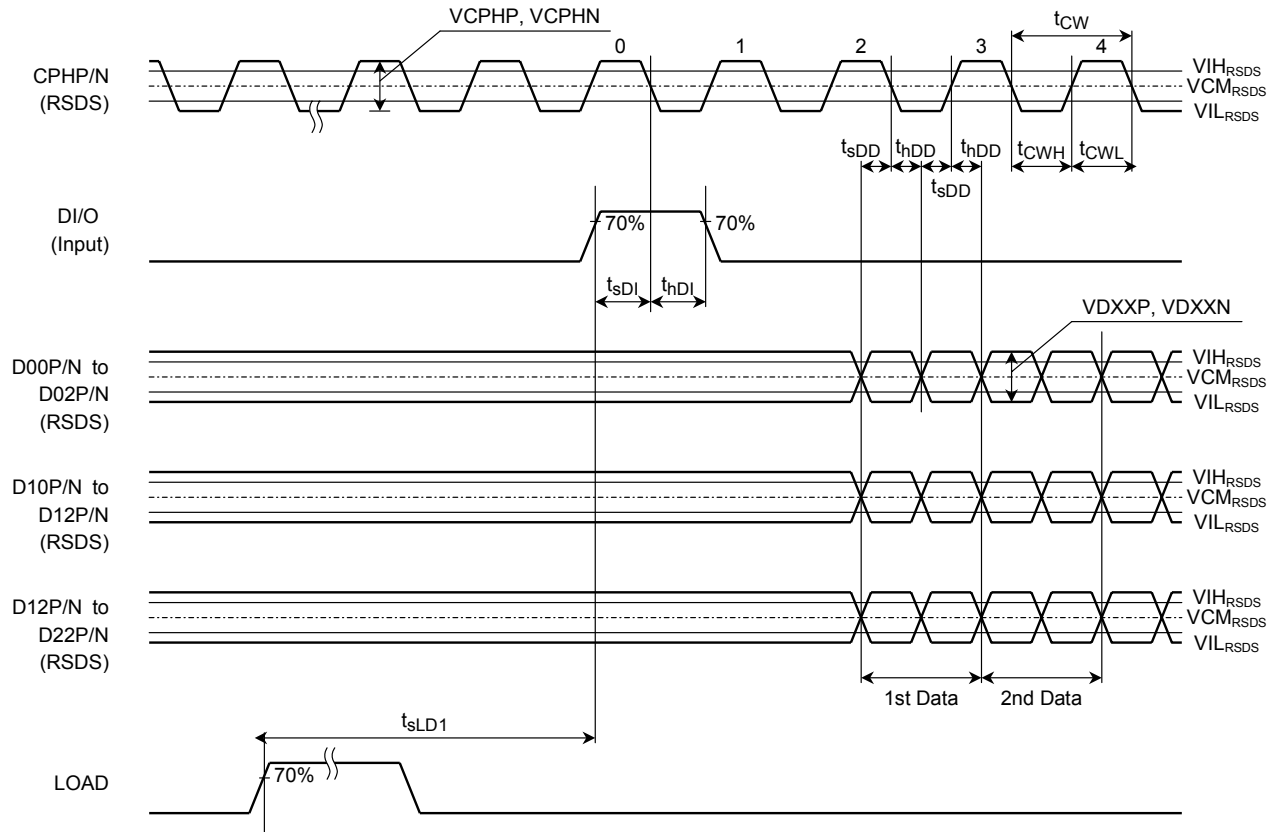 VCPHP, VCPHN
tCW
0 1 2 3 4
CPHP/N
(RSDS)
VIHRSDS
VCMRSDS
VILRSDS
tsDD thDD tsDD thDD
tCWH tCWL
DI/O
(Input)
70% 70%
tsDI thDI
VDXXP, VDXXN
D00P/N to
D02P/N
(RSDS)
VIHRSDS
VCMRSDS
VILRSDS
D10P/N to
D12P/N
(RSDS)
VIHRSDS
VCMRSDS
VILRSDS
D12P/N to
D22P/N
(RSDS)
VIHRSDS
VCMRSDS
VILRSDS
1st Data 2nd Data
tsLD1
LOAD
70%